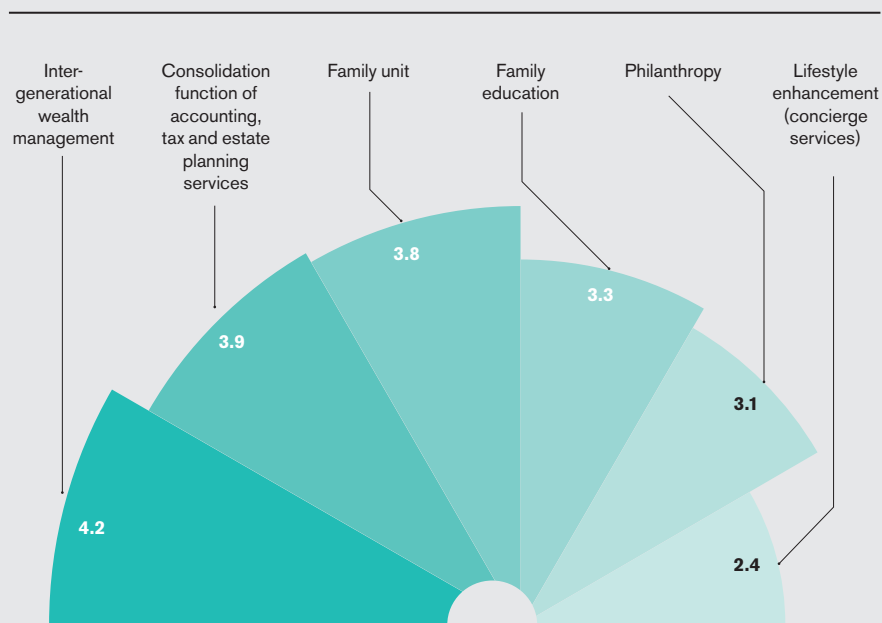 Inter-
generational
wealth
management
Consolidation
function of
accounting,
tax and estate
planning
services
Family unit
Family
education
Philanthropy
Lifestyle
enhancement
(concierge
services)
4.2
3.9
3.8
3.3
3.1
2.4